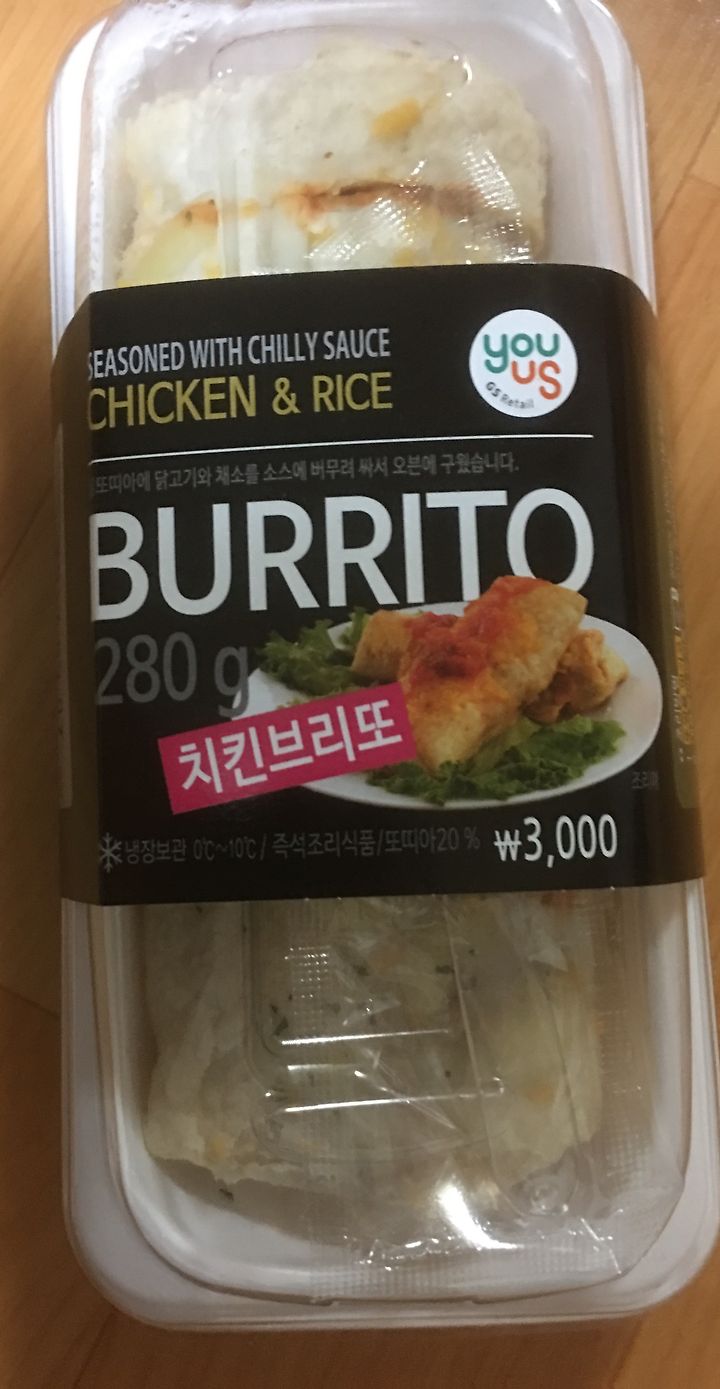 SEASONED WITH CHILLY SAUCE
CHICKEN & RICE
you
us
GS Retail
또띠아에 닭고기와 채소를 소스에 버무려 싸서 오븐에 구웠습니다.
BURRITO
280 g
치킨브리또
냉장보관 0℃~10℃ / 즉석조리식품/또띠아20 %
₩3,000